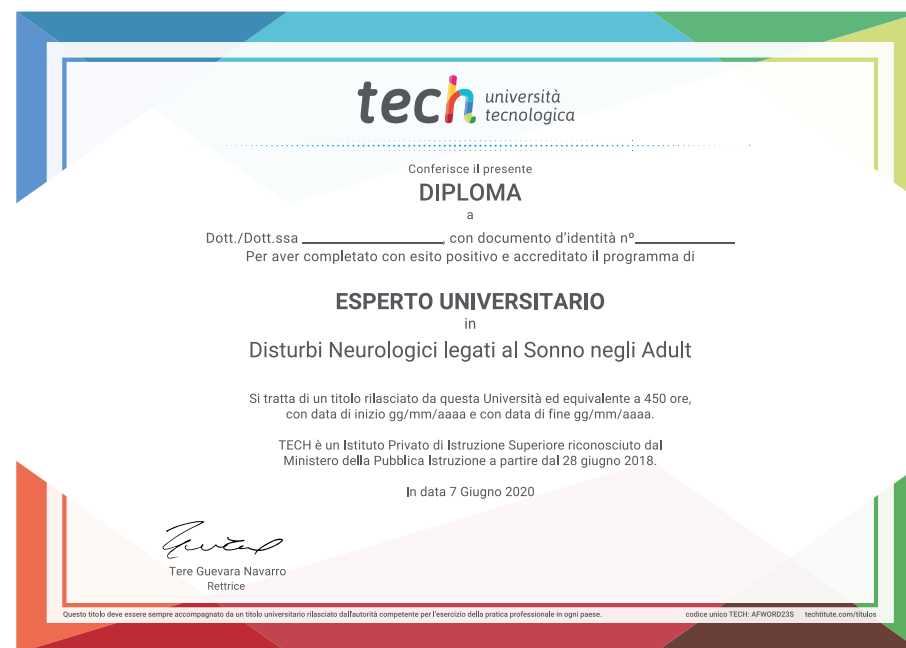 tech università
tecnologica
Conferisce il presente
DIPLOMA
a
Dott./Dott.ssa _________________, con documento d'identità nº____________
Per aver completato con esito positivo e accreditato il programma di
ESPERTO UNIVERSITARIO
in
Disturbi Neurologici legati al Sonno negli Adult
Si tratta di un titolo rilasciato da questa Università ed equivalente a 450 ore,
con data di inizio gg/mm/aaaa e con data di fine gg/mm/aaaa.
TECH è un Istituto Privato di Istruzione Superiore riconosciuto dal
Ministero della Pubblica Istruzione a partire dal 28 giugno 2018.
In data 7 Giugno 2020
Tere Guevara Navarro
Rettrice
Questo titolo deve essere sempre accompagnato da un titolo universitario rilasciato dall'autorità competente per l'esercizio della pratica professionale in ogni paese. codice unico TECH: AFWORD23S techtitute.com/titulos